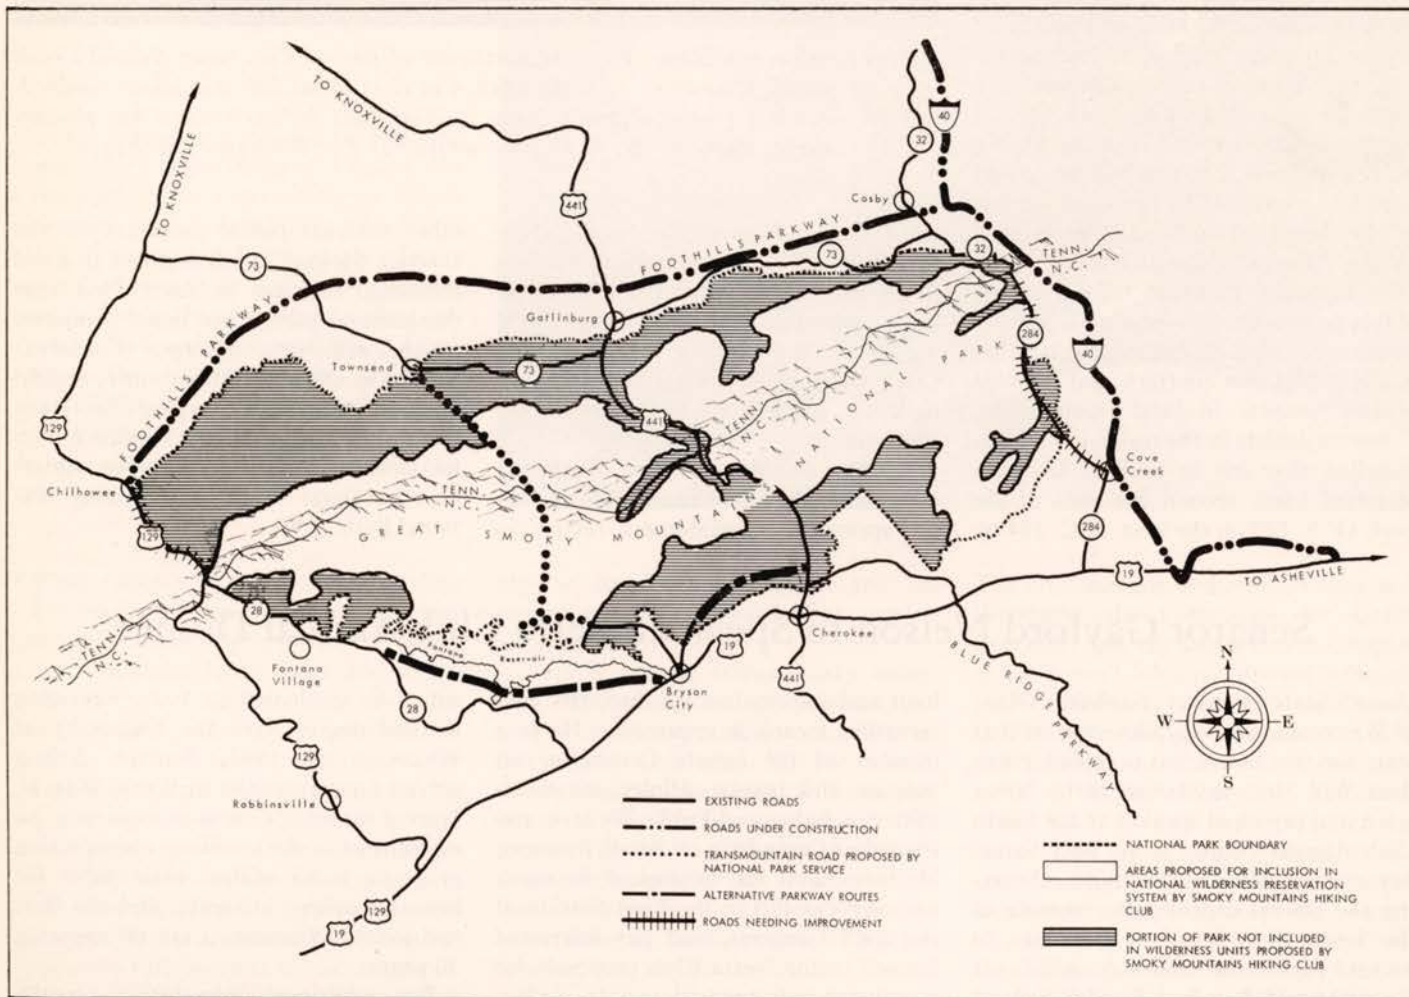 TO KNOXVILLE
TO KNOXVILLE
40
32
441
Cosby
FOOTHILLS PARKWAY
73
32
TENN.
N.C.
73
FOOTHILLS PARKWAY
Gatlinburg
284
40
Townsend
73
441
TENN.
N.C.
129
Chilhowee
129
TENN.
N.C.
GREAT SMOKY MOUNTAINS NATIONAL PARK
Cove
Creek
284
19
TO ASHEVILLE
28
TENN.
N.C.
Fontana
Village
Fontana Reservoir
28
Bryson
City
19
Cherokee
441
BLUE RIDGE PARKWAY
N
W
E
S
129
Robbinsville
129
19
EXISTING ROADS
ROADS UNDER CONSTRUCTION
TRANSMOUNTAIN ROAD PROPOSED BY
NATIONAL PARK SERVICE
ALTERNATIVE PARKWAY ROUTES
ROADS NEEDING IMPROVEMENT
NATIONAL PARK BOUNDARY
AREAS PROPOSED FOR INCLUSION IN
NATIONAL WILDERNESS PRESERVATION
SYSTEM BY SMOKY MOUNTAINS HIKING
CLUB
PORTION OF PARK NOT INCLUDED
IN WILDERNESS UNITS PROPOSED BY
SMOKY MOUNTAINS HIKING CLUB